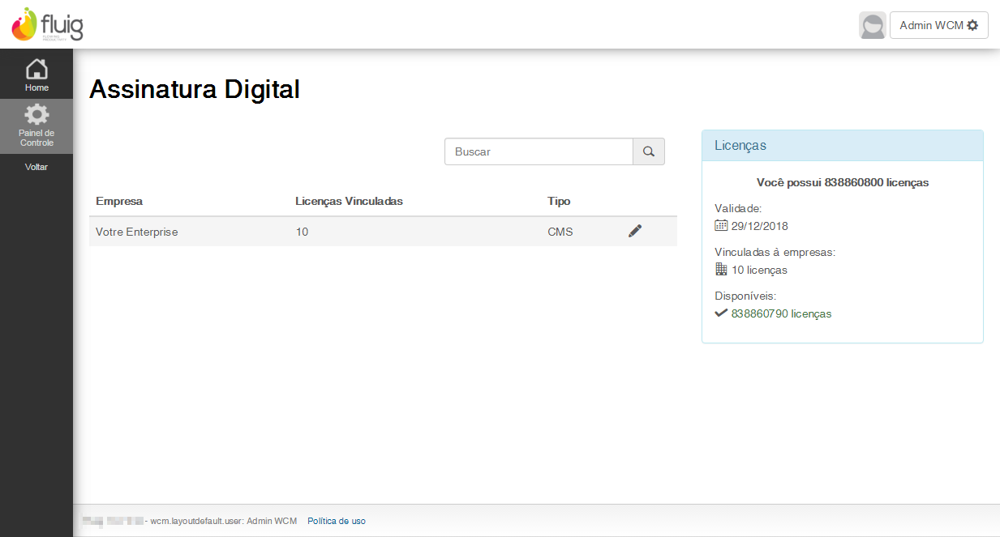 fluig
Admin WCM
Home
Painel de
Controle
Voltar
Assinatura Digital
Buscar
Empresa Licenças Vinculadas Tipo
Votre Enterprise 10 CMS
Licenças
Você possui 838860800 licenças
Validade:
29/12/2018
Vinculadas à empresas:
10 licenças
Disponíveis:
838860790 licenças
- wcm.layoutdefault.user: Admin WCM Política de uso